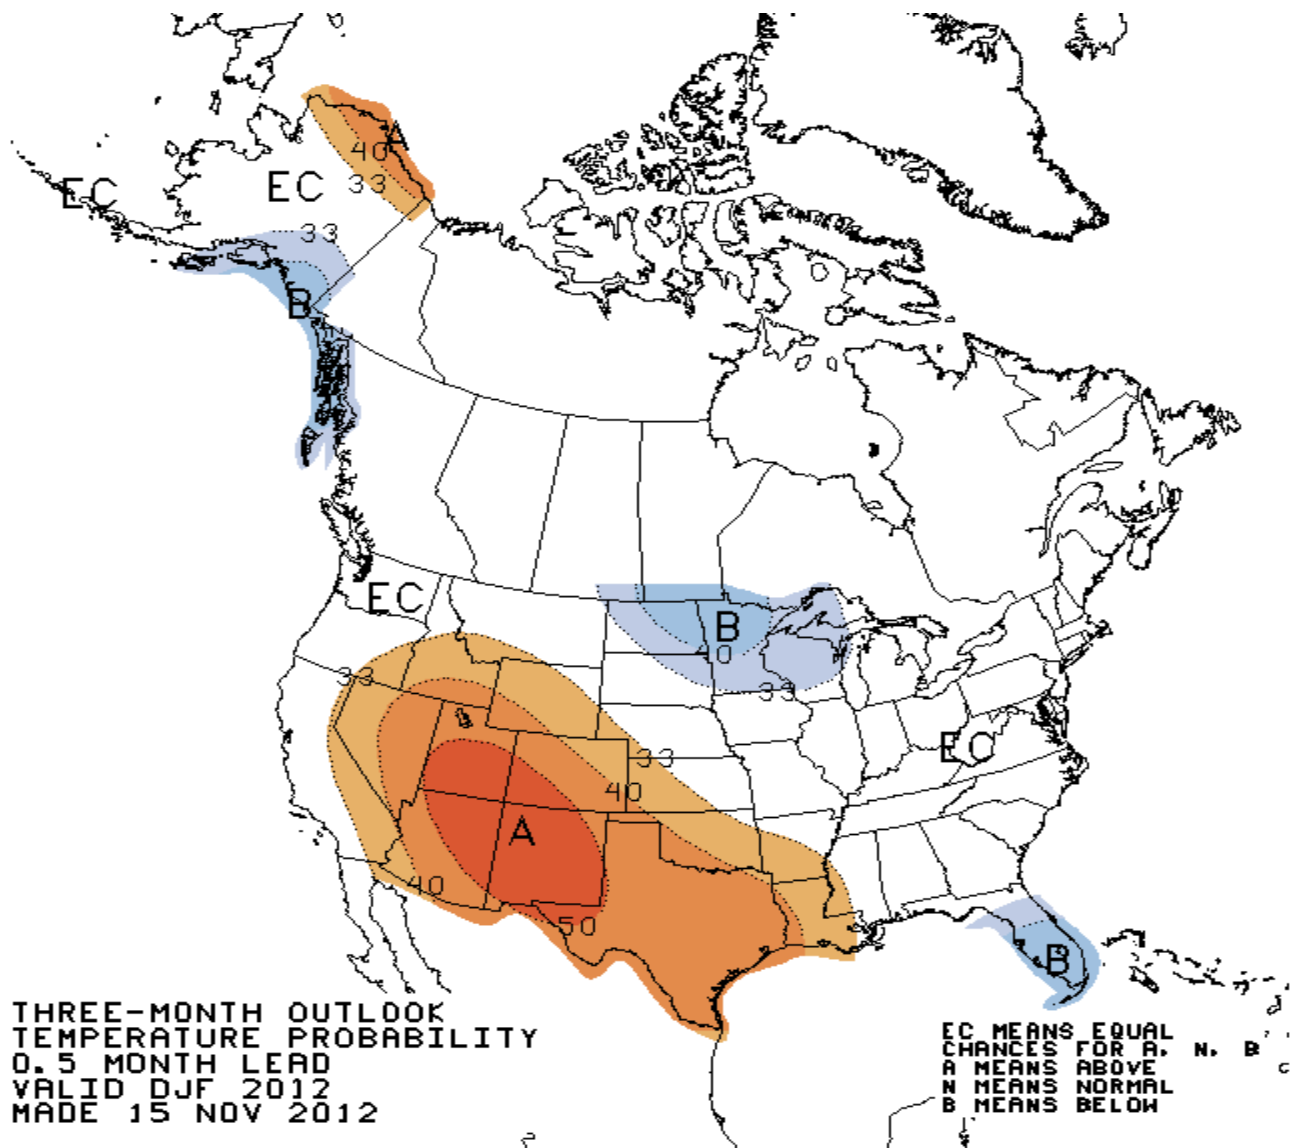 A
40
EC
EC
33
33
B
EC
B
40
33
33
EC
33
40
A
40
50
B
THREE-MONTH OUTLOOK
TEMPERATURE PROBABILITY
0.5 MONTH LEAD
VALID DJF 2012
MADE 15 NOV 2012
EC MEANS EQUAL
CHANCES FOR A, N, B
A MEANS ABOVE
N MEANS NORMAL
B MEANS BELOW